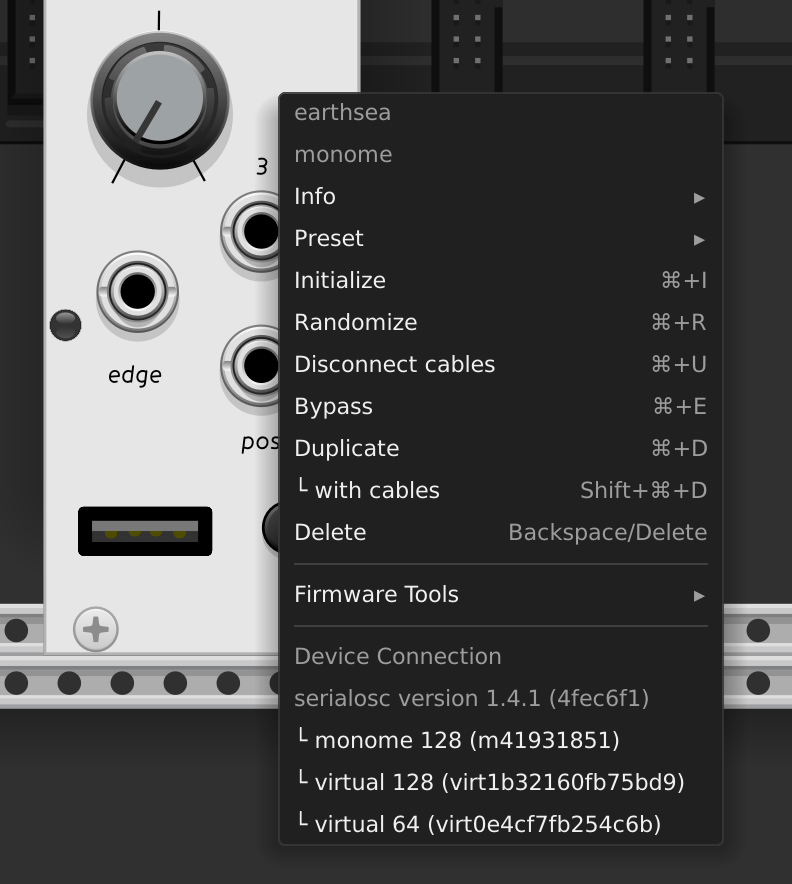 3
edge
pos
earthsea
monome
Info ▸
Preset ▸
Initialize ⌘+I
Randomize ⌘+R
Disconnect cables ⌘+U
Bypass ⌘+E
Duplicate ⌘+D
└ with cables Shift+⌘+D
Delete Backspace/Delete
Firmware Tools ▸
Device Connection
serialosc version 1.4.1 (4fec6f1)
└ monome 128 (m41931851)
└ virtual 128 (virt1b32160fb75bd9)
└ virtual 64 (virt0e4cf7fb254c6b)